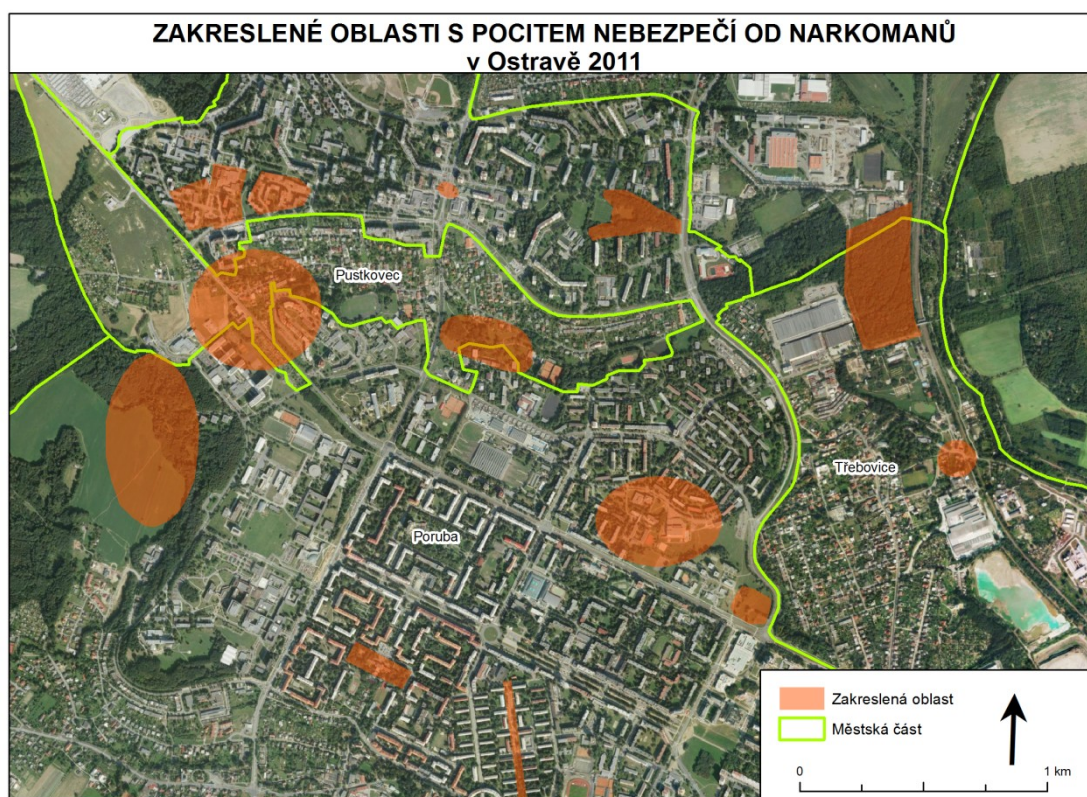 ZAKRESLENÉ OBLASTI S POCITEM NEBEZPEČÍ OD NARKOMANŮ
v Ostravě 2011
Pustkovec
Třebovice
Poruba
Zakreslená oblast
Městská část
0 1 km